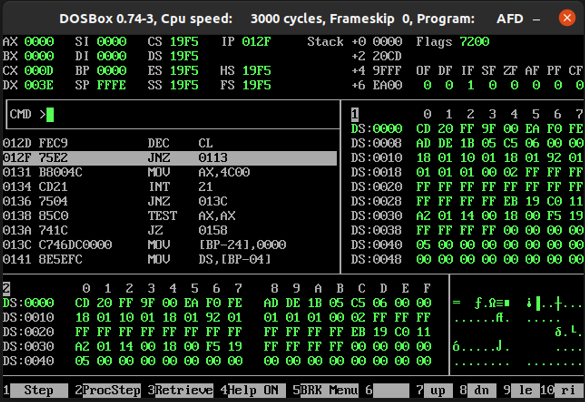 DOSBox 0.74-3, Cpu speed: 3000 cycles, Frameskip 0, Program: AFD
AX 0000 SI 0000 CS 19F5 IP 012F Stack +0 0000 Flags 7200
BX 0000 DI 0000 DS 19F5 +2 20CD
CX 000D BP 0000 ES 19F5 HS 19F5 +4 9FFF OF DF IF SF ZF AF PF CF
DX 003E SP FFFE SS 19F5 FS 19F5 +6 EA00 0 0 1 0 0 0 0 0
CMD >
012D FEC9 DEC CL
012F 75E2 JNZ 0113
0131 B8004C MOV AX,4C00
0134 CD21 INT 21
0136 7504 JNZ 013C
0138 85C0 TEST AX,AX
013A 741C JZ 0158
013C C746DC0000 MOV [BP-24],0000
0141 8E5EFC MOV DS,[BP-04]
1 0 1 2 3 4 5 6 7
DS:0000 CD 20 FF 9F 00 EA F0 FE
DS:0008 AD DE 1B 05 C5 06 00 00
DS:0010 18 01 10 01 18 01 92 01
DS:0018 01 01 01 00 02 FF FF FF
DS:0020 FF FF FF FF FF FF FF FF
DS:0028 FF FF FF FF EB 19 C0 11
DS:0030 A2 01 14 00 18 00 F5 19
DS:0038 FF FF FF FF 00 00 00 00
DS:0040 05 00 00 00 00 00 00 00
DS:0048 00 00 00 00 00 00 00 00
2 0 1 2 3 4 5 6 7 8 9 A B C D E F
DS:0000 CD 20 FF 9F 00 EA F0 FE AD DE 1B 05 C5 06 00 00
DS:0010 18 01 10 01 18 01 92 01 01 01 01 00 02 FF FF FF
DS:0020 FF FF FF FF FF FF FF FF FF FF FF FF EB 19 C0 11
DS:0030 A2 01 14 00 18 00 F5 19 FF FF FF FF 00 00 00 00
DS:0040 05 00 00 00 00 00 00 00 00 00 00 00 00 00 00 00
1 Step 2ProcStep 3Retrieve 4Help ON 5BRK Menu 6 7 up 8 dn 9 le 10 ri